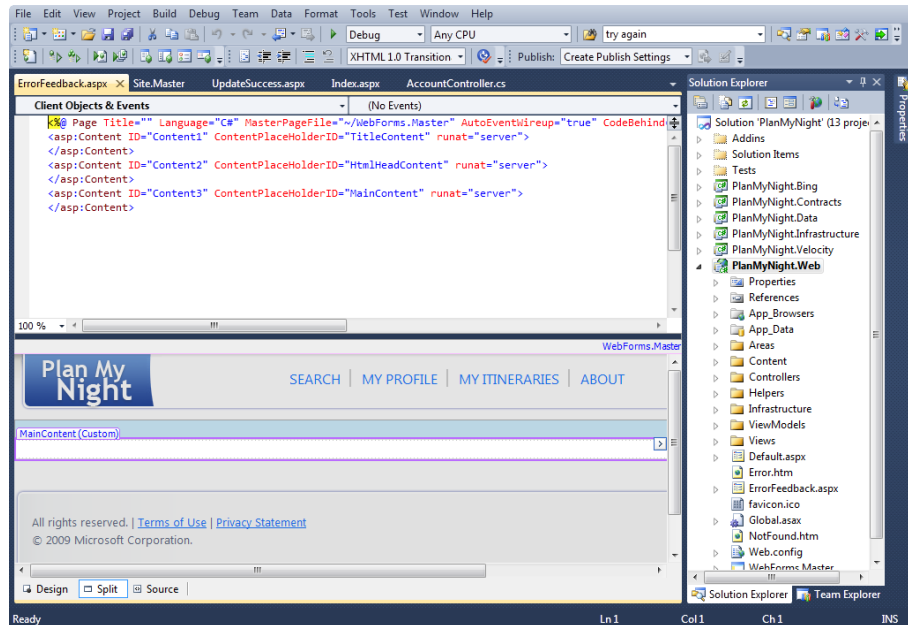 File Edit View Project Build Debug Team Data Format Tools Test Window Help
Debug Any CPU try again
XHTML 1.0 Transition Publish: Create Publish Settings
ErrorFeedback.aspx Site.Master UpdateSuccess.aspx Index.aspx AccountController.cs
Client Objects & Events (No Events)
<%@ Page Title="" Language="C#" MasterPageFile="~/WebForms.Master" AutoEventWireup="true" CodeBehind
<asp:Content ID="Content1" ContentPlaceHolderID="TitleContent" runat="server">
</asp:Content>
<asp:Content ID="Content2" ContentPlaceHolderID="HtmlHeadContent" runat="server">
</asp:Content>
<asp:Content ID="Content3" ContentPlaceHolderID="MainContent" runat="server">
</asp:Content>
100 %
WebForms.Master
Plan My
Night
SEARCH | MY PROFILE | MY ITINERARIES | ABOUT
MainContent (Custom)
All rights reserved. | Terms of Use | Privacy Statement
© 2009 Microsoft Corporation.
Design Split Source
Solution Explorer
Solution 'PlanMyNight' (13 proje
Addins
Solution Items
Tests
PlanMyNight.Bing
PlanMyNight.Contracts
PlanMyNight.Data
PlanMyNight.Infrastructure
PlanMyNight.Velocity
PlanMyNight.Web
Properties
References
App_Browsers
App_Data
Areas
Content
Controllers
Helpers
Infrastructure
ViewModels
Views
Default.aspx
Error.htm
ErrorFeedback.aspx
favicon.ico
Global.asax
NotFound.htm
Web.config
WebForms.Master
Solution Explorer Team Explorer
Properties
Ready Ln 1 Col 1 Ch 1 INS